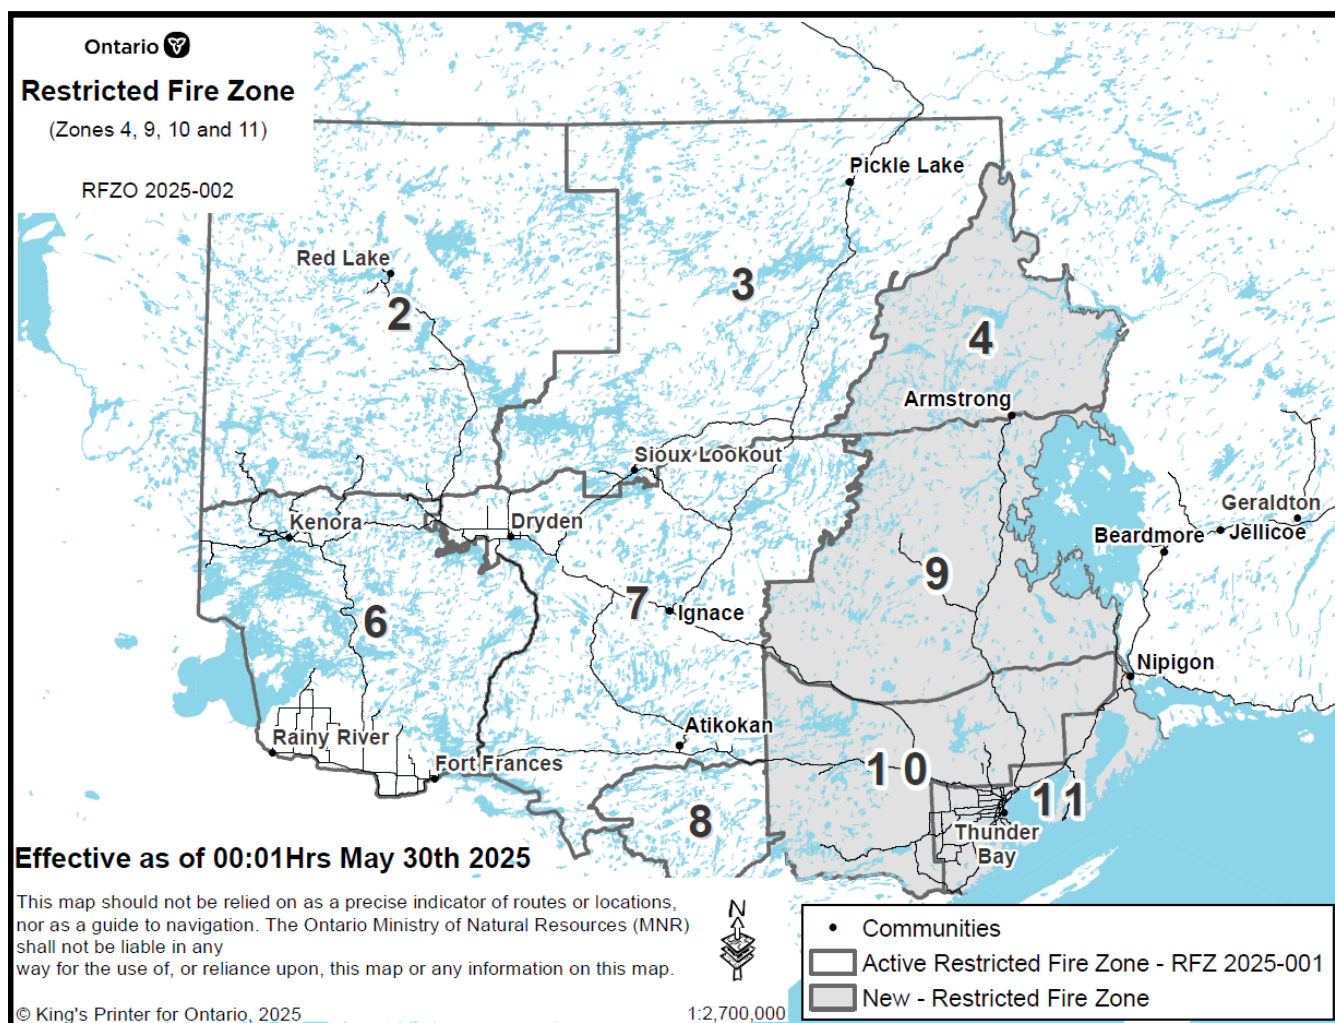 Ontario
Restricted Fire Zone
(Zones 4, 9, 10 and 11)
RFZO 2025-002
Pickle Lake
Red Lake
2
3
4
Armstrong
Sioux Lookout
Kenora
Dryden
Geraldton
Beardmore
Jellicoe
9
7
Ignace
6
Nipigon
Rainy River
Atikokan
Fort Frances
10
11
8
Thunder
Bay
Effective as of 00:01Hrs May 30th 2025
This map should not be relied on as a precise indicator of routes or locations,
nor as a guide to navigation. The Ontario Ministry of Natural Resources (MNR)
shall not be liable in any
way for the use of, or reliance upon, this map or any information on this map.
N
© King's Printer for Ontario, 2025
1:2,700,000
Communities
Active Restricted Fire Zone - RFZ 2025-001
New - Restricted Fire Zone